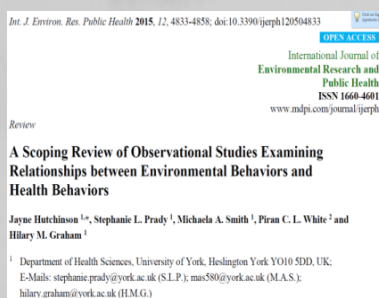 Int. J. Environ. Res. Public Health 2015, 12, 4833-4858; doi:10.3390/ijerph120504833
OPEN ACCESS
International Journal of
Environmental Research and
Public Health
ISSN 1660-4601
www.mdpi.com/journal/ijerph
Review
A Scoping Review of Observational Studies Examining
Relationships between Environmental Behaviors and
Health Behaviors
Jayne Hutchinson 1,*, Stephanie L. Prady 1, Michaela A. Smith 1, Piran C. L. White 2 and
Hilary M. Graham 1
1 Department of Health Sciences, University of York, Heslington York YO10 5DD, UK;
E-Mails: stephanie.prady@york.ac.uk (S.L.P.); mas580@york.ac.uk (M.A.S.);
hilary.graham@york.ac.uk (H.M.G.)